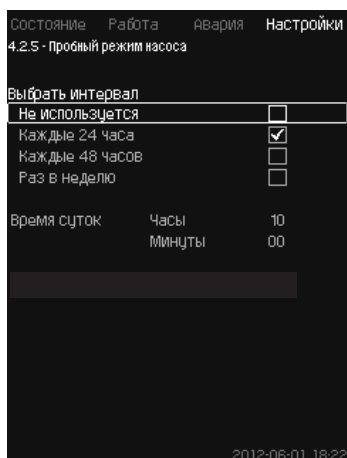 Состояние Работа Авария Настройки
4.2.5 - Пробный режим насоса
Выбрать интервал
Не используется
Каждые 24 часа
Каждые 48 часов
Раз в неделю
Время суток Часы 10
Минуты 00
2012-06-01 18:22